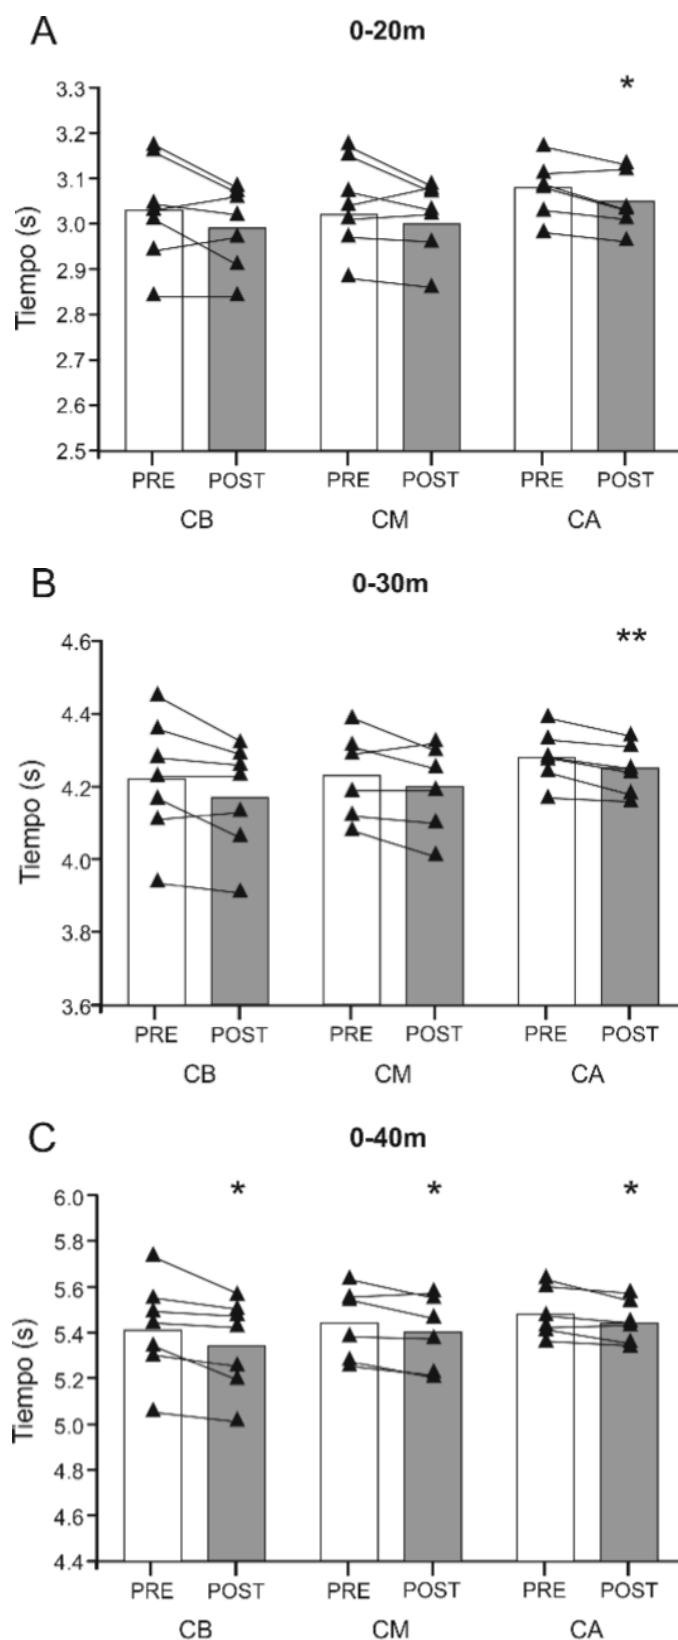 A 0-20m
*
3.3
3.2
3.1
3.0
2.9
2.8
2.7
2.6
2.5
Tiempo (s)
PRE POST PRE POST PRE POST
CB CM CA
B 0-30m
**
4.6
4.4
4.2
4.0
3.8
3.6
Tiempo (s)
PRE POST PRE POST PRE POST
CB CM CA
C 0-40m
* * *
6.0
5.8
5.6
5.4
5.2
5.0
4.8
4.6
4.4
Tiempo (s)
PRE POST PRE POST PRE POST
CB CM CA